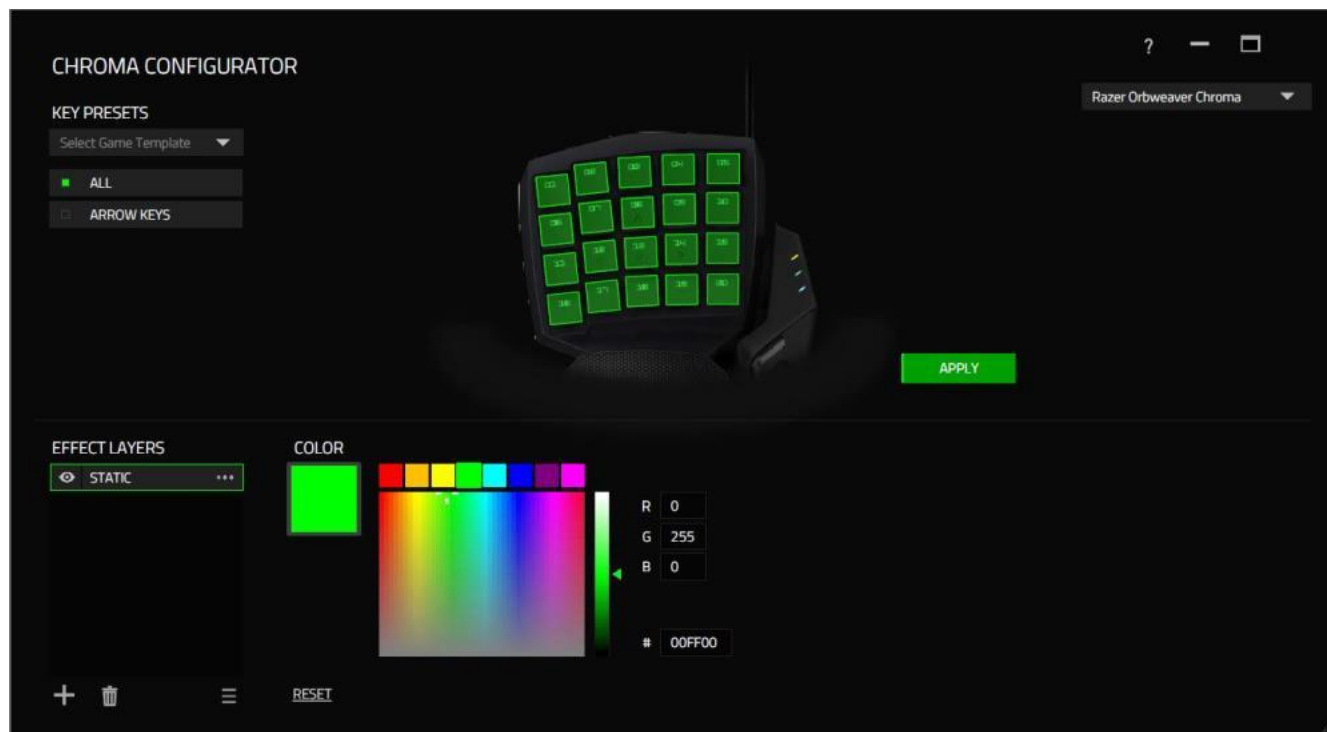 ?
CHROMA CONFIGURATOR
Razer Orbweaver Chroma
KEY PRESETS
Select Game Template
ALL
ARROW KEYS
APPLY
EFFECT LAYERS
COLOR
STATIC
R 0
G 255
B 0
# 00FF00
RESET